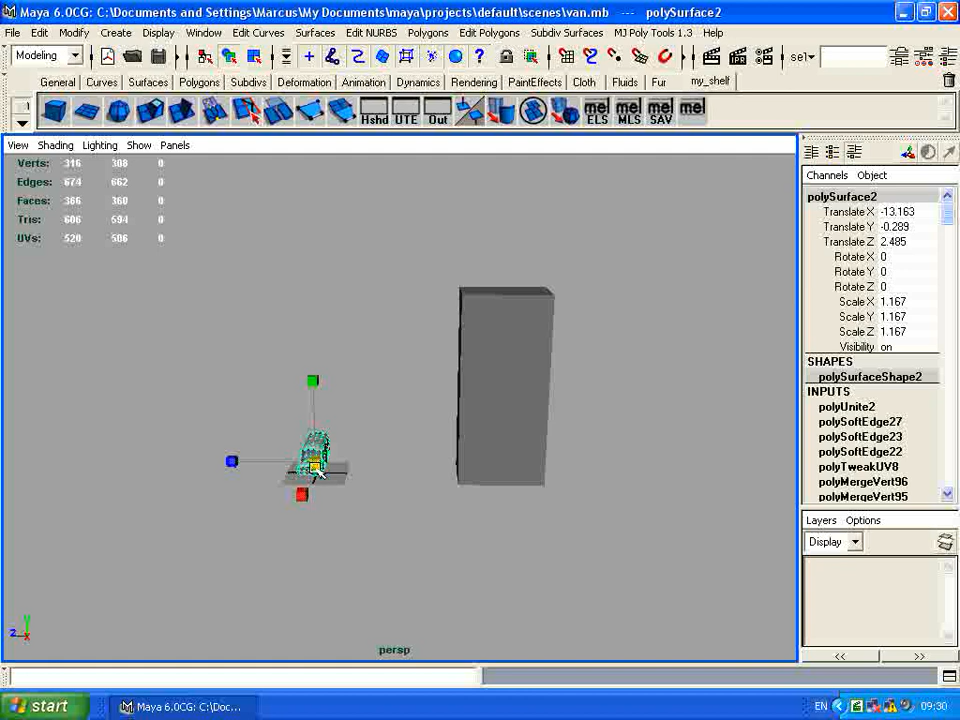 Maya 6.0CG: C:\Documents and Settings\Marcus\My Documents\maya\projects\default\scenes\van.mb --- polySurface2
File Edit Modify Create Display Window Edit Curves Surfaces Edit NURBS Polygons Edit Polygons Subdiv Surfaces MJ Poly Tools 1.3 Help
Modeling sel
General Curves Surfaces Polygons Subdivs Deformation Animation Dynamics Rendering PaintEffects Cloth Fluids Fur my_shelf
Hshd UTE Out mel ELS mel MLS mel SAV mel
View Shading Lighting Show Panels
Verts: 316 308 0
Edges: 674 662 0
Faces: 366 360 0
Tris: 606 594 0
UVs: 520 506 0
Channels Object
polySurface2
Translate X -13.163
Translate Y -0.289
Translate Z 2.485
Rotate X 0
Rotate Y 0
Rotate Z 0
Scale X 1.167
Scale Y 1.167
Scale Z 1.167
Visibility on
SHAPES
polySurfaceShape2
INPUTS
polyUnite2
polySoftEdge27
polySoftEdge23
polySoftEdge22
polyTweakUV8
polyMergeVert96
polyMergeVert95
Layers Options
Display
<< >>
persp
start Maya 6.0CG: C:\Doc... EN 09:30